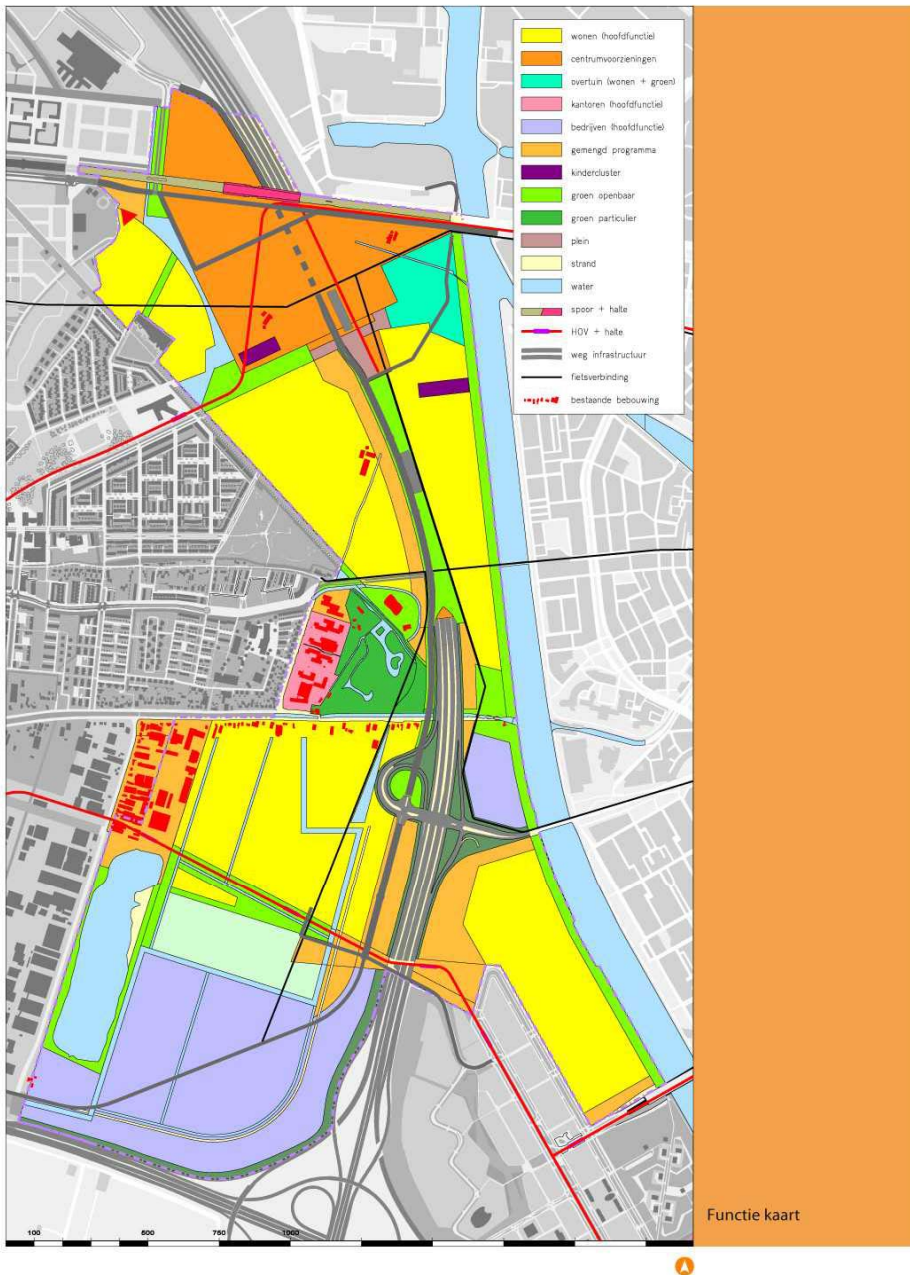 wonen (hoofdfunctie)
centrumvoorzieningen
overtuin (wonen + groen)
kantoren (hoofdfunctie)
bedrijven (hoofdfunctie)
gemengd programma
kindercluster
groen openbaar
groen particulier
plein
strand
water
spoor + halte
HOV + halte
weg infrastructuur
fietsverbinding
bestaande bebouwing
Functie kaart
100 500 750 1000